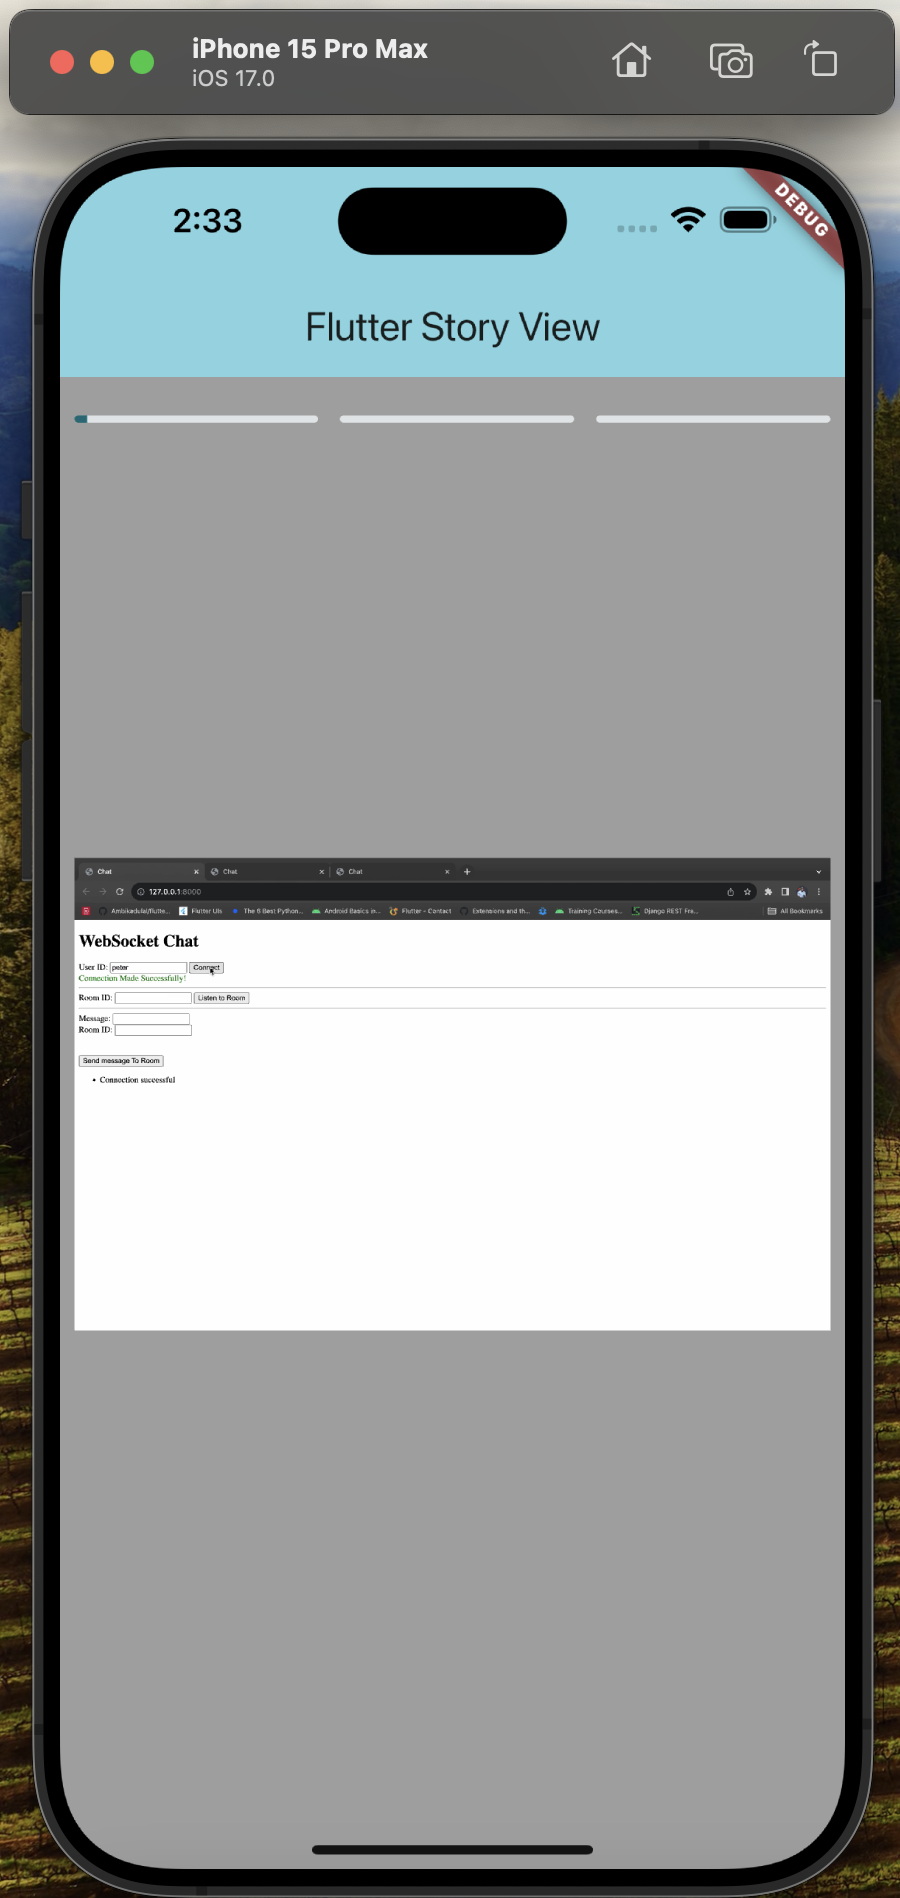 iPhone 15 Pro Max
iOS 17.0
2:33
DEBUG
Flutter Story View
Chat Chat Chat
127.0.0.1:8000
Ambikadulal/flutte... Flutter UIs The 6 Best Python... Android Basics in... Flutter - Contact Extensions and th... Training Courses... Django REST Fra... All Bookmarks
WebSocket Chat
User ID: peter Connect
Connection Made Successfully!
Room ID: Listen to Room
Message:
Room ID:
Send message To Room
• Connection successful